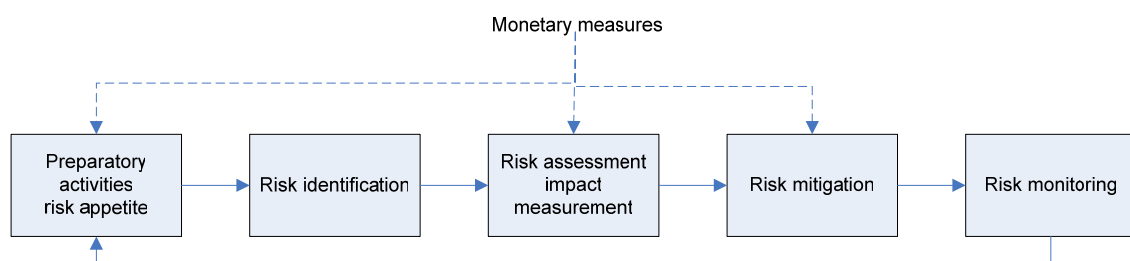 Monetary measures
Preparatory
activities
risk appetite
Risk identification
Risk assessment
impact
measurement
Risk mitigation
Risk monitoring